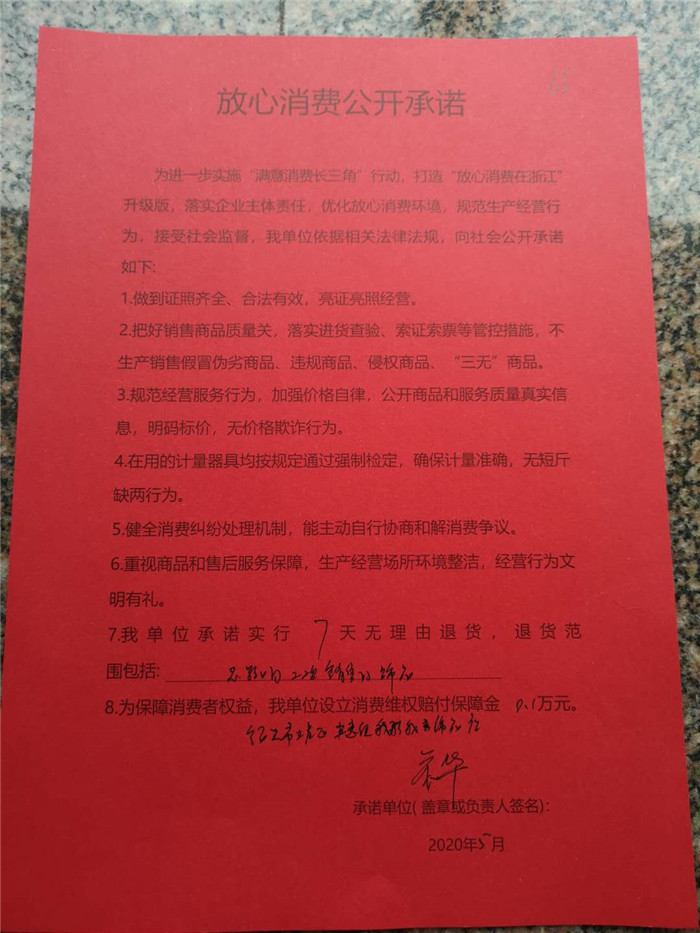 放心消费公开承诺
为进一步实施“满意消费长三角”行动，打造“放心消费在浙江”
升级版，落实企业主体责任，优化放心消费环境，规范生产经营行
为，接受社会监督，我单位依据相关法律法规，向社会公开承诺
如下:
1.做到证照齐全、合法有效，亮证亮照经营。
2.把好销售商品质量关，落实进货查验、索证索票等管控措施，不
生产销售假冒伪劣商品、违规商品、侵权商品、“三无”商品。
3.规范经营服务行为，加强价格自律，公开商品和服务质量真实信
息，明码标价，无价格欺诈行为。
4.在用的计量器具均按规定通过强制检定，确保计量准确，无短斤
缺两行为。
5.健全消费纠纷处理机制，能主动自行协商和解消费争议。
6.重视商品和售后服务保障，生产经营场所环境整洁，经营行为文
明有礼。
7.我单位承诺实行 7 天无理由退货，退货范
围包括: 不影响二次销售的饰品
8.为保障消费者权益，我单位设立消费维权赔付保障金 0.1万元。
承诺单位(盖章或负责人签名):
2020年5月